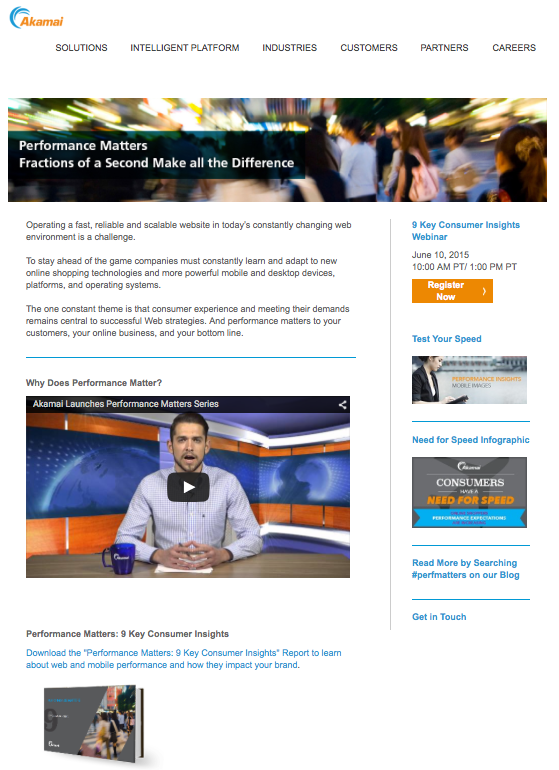 Akamai
SOLUTIONS
INTELLIGENT PLATFORM
INDUSTRIES
CUSTOMERS
PARTNERS
CAREERS
Performance Matters
Fractions of a Second Make all the Difference
Operating a fast, reliable and scalable website in today's constantly changing web
environment is a challenge.
To stay ahead of the game companies must constantly learn and adapt to new
online shopping technologies and more powerful mobile and desktop devices,
platforms, and operating systems.
The one constant theme is that consumer experience and meeting their demands
remains central to successful Web strategies. And performance matters to your
customers, your online business, and your bottom line.
Why Does Performance Matter?
Akamai Launches Performance Matters Series
Akamai
Performance Matters: 9 Key Consumer Insights
Download the "Performance Matters: 9 Key Consumer Insights" Report to learn
about web and mobile performance and how they impact your brand.
9
9 Key Consumer Insights
Webinar
June 10, 2015
10:00 AM PT/ 1:00 PM PT
Register
Now
Test Your Speed
PERFORMANCE INSIGHTS
MOBILE IMAGES
Need for Speed Infographic
Akamai
CONSUMERS
HAVE A
NEED FOR SPEED
PERFORMANCE EXPECTATIONS
Read More by Searching
#perfmatters on our Blog
Get in Touch